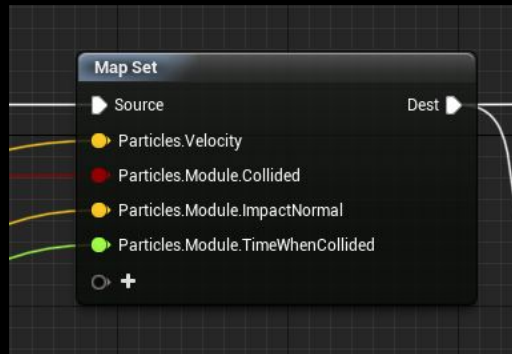 Map Set
Source Dest
Particles.Velocity
Particles.Module.Collided
Particles.Module.ImpactNormal
Particles.Module.TimeWhenCollided